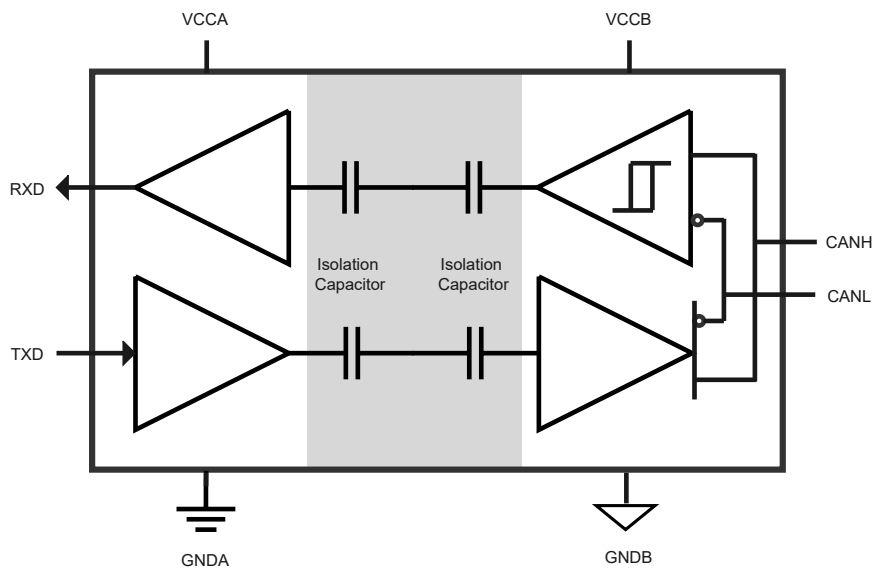 VCCA
VCCB
RXD
CANH
Isolation
Capacitor
Isolation
Capacitor
CANL
TXD
GNDA
GNDB